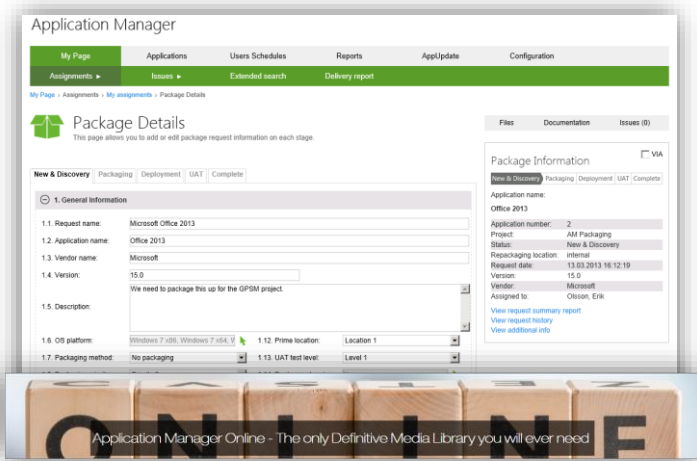 Application Manager
My Page Applications Users Schedules Reports AppUpdate Configuration
Assignments ► Issues ► Extended search Delivery report
My Page » Assignments » My assignments » Package Details
Package Details
This page allows you to add or edit package request information on each stage.
New & Discovery Packaging Deployment UAT Complete
1. General Information
1.1. Request name: Microsoft Office 2013
1.2. Application name: Office 2013
1.3. Vendor name: Microsoft
1.4. Version: 15.0
1.5. Description: We need to package this up for the GPSM project.
1.6. OS platform: Windows 7 x86, Windows 7 x64, 1.12. Prime location: Location 1
1.7. Packaging method: No packaging 1.13. UAT test level: Level 1
Files Documentation Issues (0)
Package Information VIA
New & Discovery Packaging Deployment UAT Complete
Application name:
Office 2013
Application number: 2
Project: AM Packaging
Status: New & Discovery
Repackaging location: internal
Request date: 13.03.2013 16:12:19
Version: 15.0
Vendor: Microsoft
Assigned to: Olsson, Erik
View request summary report
View request history
View additional info
ONLINE
Application Manager Online - The only Definitive Media Library you will ever need